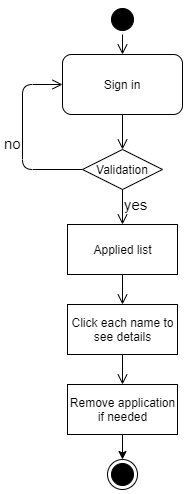 Sign in
no
Validation
yes
Applied list
Click each name to
see details
Remove application
if needed